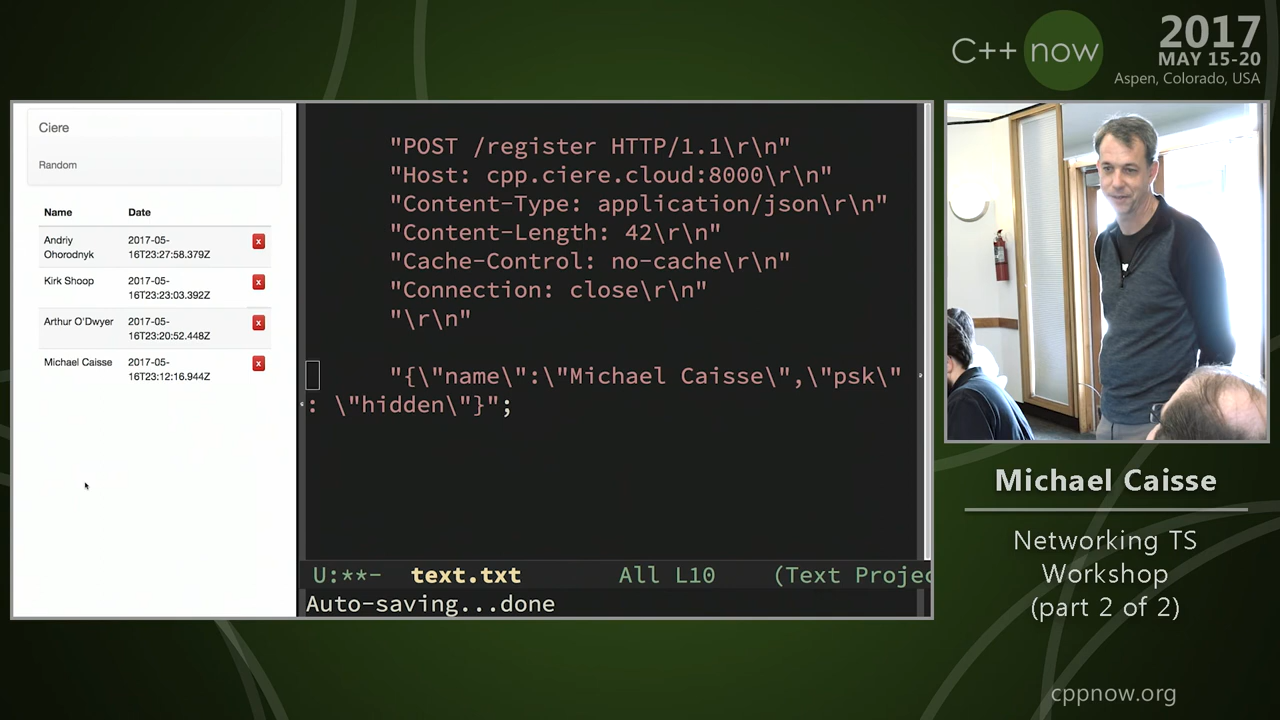 C++ now
2017
MAY 15-20
Aspen, Colorado, USA
Ciere
Random
Name Date
Andriy
Ohorodnyk
2017-05-
16T23:27:58.379Z
x
Kirk Shoop
2017-05-
16T23:23:03.392Z
x
Arthur O'Dwyer
2017-05-
16T23:20:52.448Z
x
Michael Caisse
2017-05-
16T23:12:16.944Z
x
"POST /register HTTP/1.1\r\n"
"Host: cpp.ciere.cloud:8000\r\n"
"Content-Type: application/json\r\n"
"Content-Length: 42\r\n"
"Cache-Control: no-cache\r\n"
"Connection: close\r\n"
"\r\n"
"{\"name\":\"Michael Caisse\",\"psk\"
: \"hidden\"}";
U:**- text.txt All L10 (Text Projec
Auto-saving...done
Michael Caisse
Networking TS
Workshop
(part 2 of 2)
cppnow.org